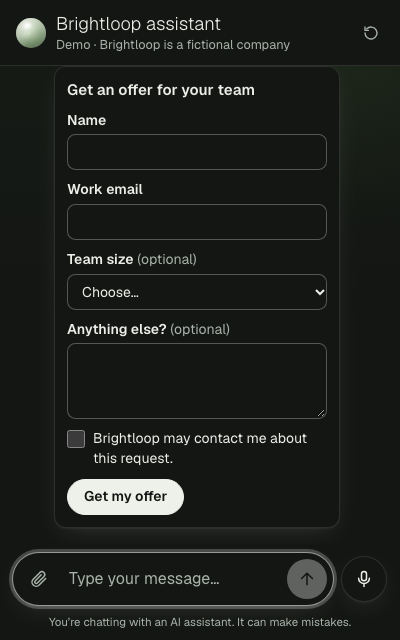 Brightloop assistant
Demo · Brightloop is a fictional company
Get an offer for your team
Name
Work email
Team size (optional)
Choose...
Anything else? (optional)
Brightloop may contact me about
this request.
Get my offer
Type your message...
You're chatting with an AI assistant. It can make mistakes.